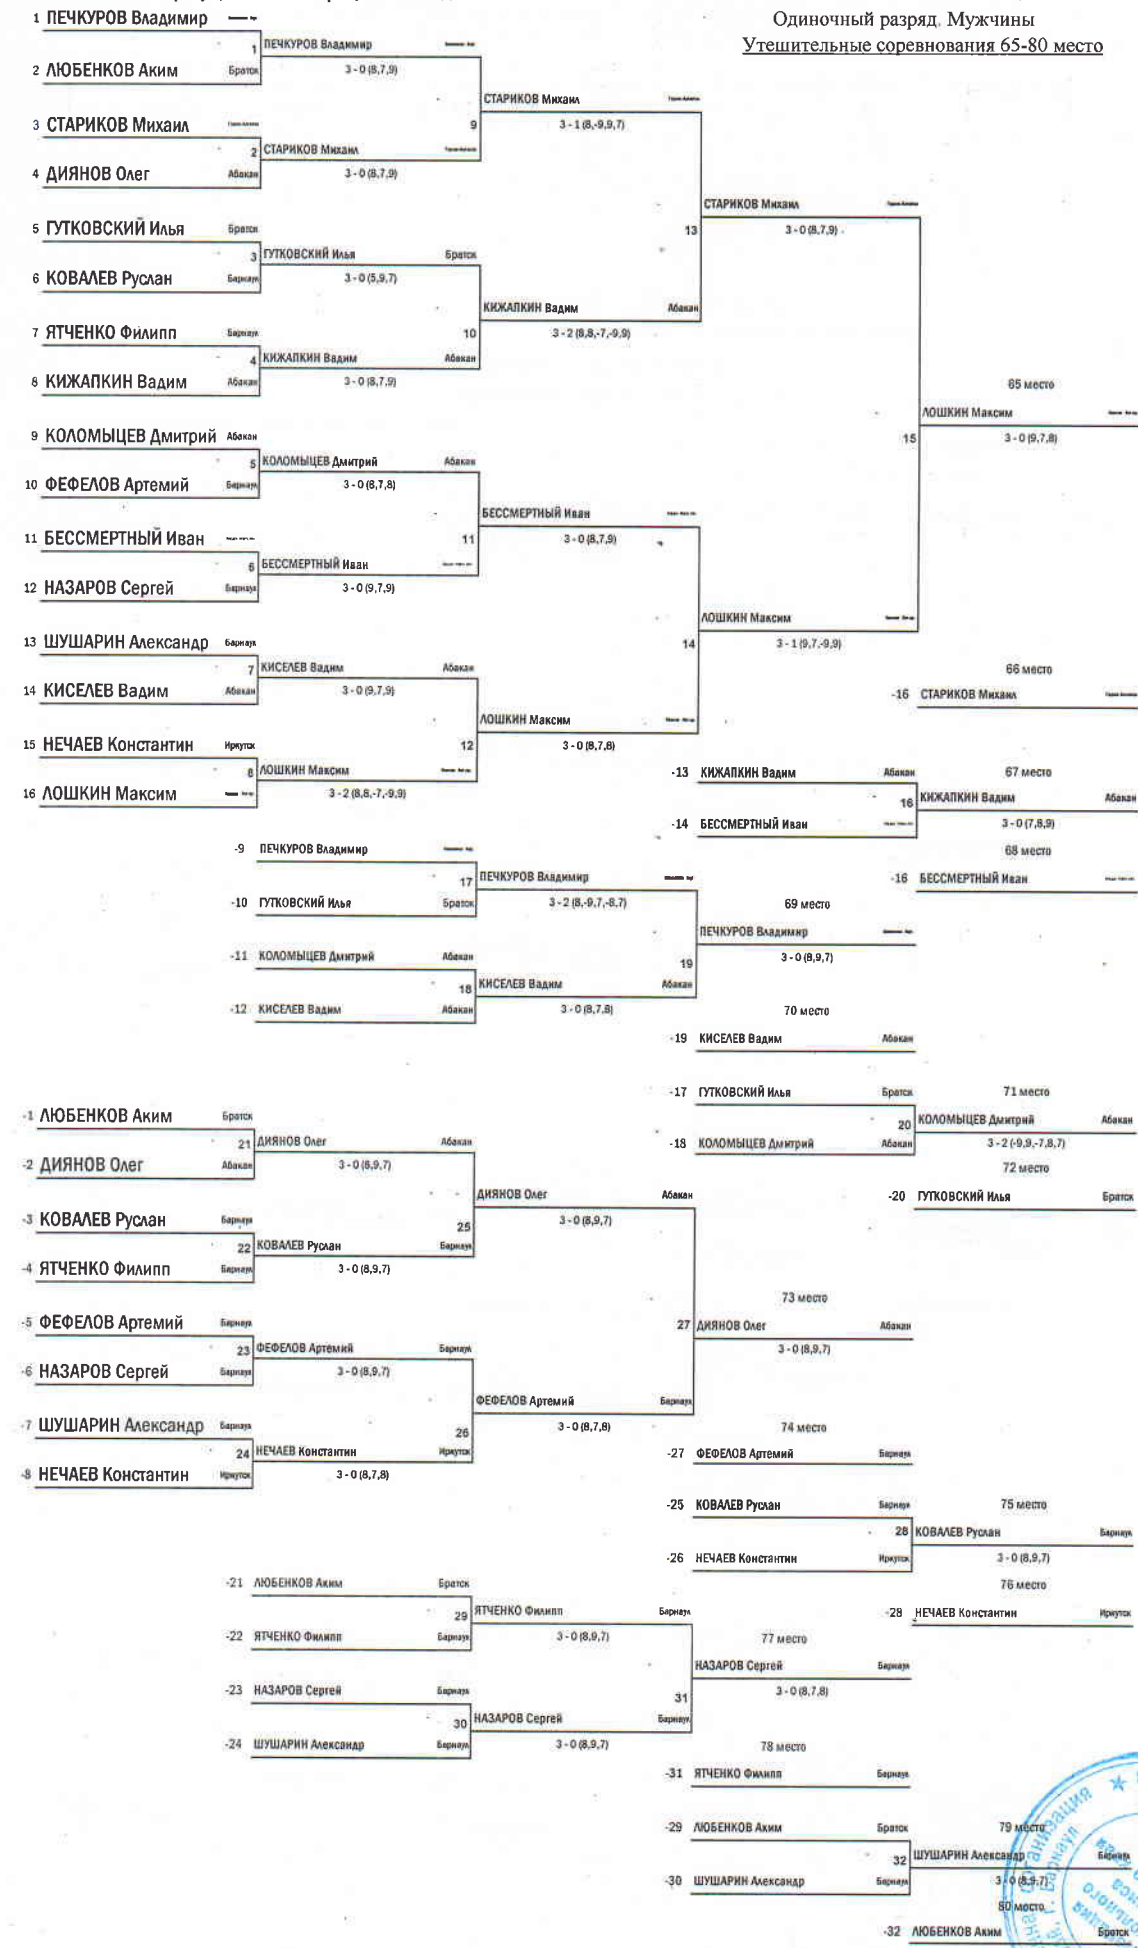 Одиночный разряд. Мужчины
Утешительные соревнования 65-80 место
1 ПЕЧКУРОВ Владимир
1 ПЕЧКУРОВ Владимир
2 ЛЮБЕНКОВ Аким Братск
3 - 0 (8,7,9)
СТАРИКОВ Михаил
3 СТАРИКОВ Михаил
9
3 - 1 (8,-9,9,7)
2 СТАРИКОВ Михаил
4 ДИЯНОВ Олег Абакан
3 - 0 (8,7,9)
СТАРИКОВ Михаил
5 ГУТКОВСКИЙ Илья Братск
13
3 - 0 (8,7,9)
3 ГУТКОВСКИЙ Илья Братск
6 КОВАЛЕВ Руслан Барнаул
3 - 0 (5,9,7)
КИЖАПКИН Вадим Абакан
7 ЯТЧЕНКО Филипп Барнаул
10
3 - 2 (8,8,-7,-9,9)
4 КИЖАПКИН Вадим Абакан
8 КИЖАПКИН Вадим Абакан
3 - 0 (8,7,9)
65 место
ЛОШКИН Максим
9 КОЛОМЫЦЕВ Дмитрий Абакан
15
3 - 0 (9,7,8)
5 КОЛОМЫЦЕВ Дмитрий Абакан
10 ФЕФЕЛОВ Артемий Барнаул
3 - 0 (8,7,8)
БЕССМЕРТНЫЙ Иван
11 БЕССМЕРТНЫЙ Иван
11
3 - 0 (8,7,9)
6 БЕССМЕРТНЫЙ Иван
12 НАЗАРОВ Сергей Барнаул
3 - 0 (9,7,9)
ЛОШКИН Максим
13 ШУШАРИН Александр Барнаул
14
3 - 1 (9,7,-9,9)
7 КИСЕЛЕВ Вадим Абакан
66 место
14 КИСЕЛЕВ Вадим Абакан
3 - 0 (9,7,9)
-16 СТАРИКОВ Михаил
ЛОШКИН Максим
15 НЕЧАЕВ Константин Иркутск
12
3 - 0 (8,7,8)
8 ЛОШКИН Максим
-13 КИЖАПКИН Вадим Абакан
67 место
16 ЛОШКИН Максим
3 - 2 (8,8,-7,-9,9)
16 КИЖАПКИН Вадим Абакан
-14 БЕССМЕРТНЫЙ Иван
3 - 0 (7,8,9)
-9 ПЕЧКУРОВ Владимир
68 место
17 ПЕЧКУРОВ Владимир
-16 БЕССМЕРТНЫЙ Иван
-10 ГУТКОВСКИЙ Илья Братск
3 - 2 (8,-9,7,-8,7)
69 место
ПЕЧКУРОВ Владимир
-11 КОЛОМЫЦЕВ Дмитрий Абакан
19
3 - 0 (8,9,7)
18 КИСЕЛЕВ Вадим Абакан
-12 КИСЕЛЕВ Вадим Абакан
3 - 0 (8,7,8)
70 место
-19 КИСЕЛЕВ Вадим Абакан
-17 ГУТКОВСКИЙ Илья Братск
71 место
-1 ЛЮБЕНКОВ Аким Братск
20 КОЛОМЫЦЕВ Дмитрий Абакан
21 ДИЯНОВ Олег Абакан
-18 КОЛОМЫЦЕВ Дмитрий Абакан
3 - 2 (-9,9,-7,8,7)
-2 ДИЯНОВ Олег Абакан
3 - 0 (8,9,7)
72 место
ДИЯНОВ Олег Абакан
-20 ГУТКОВСКИЙ Илья Братск
-3 КОВАЛЕВ Руслан Барнаул
25
3 - 0 (8,9,7)
22 КОВАЛЕВ Руслан Барнаул
-4 ЯТЧЕНКО Филипп Барнаул
3 - 0 (8,9,7)
73 место
-5 ФЕФЕЛОВ Артемий Барнаул
27 ДИЯНОВ Олег Абакан
23 ФЕФЕЛОВ Артемий Барнаул
3 - 0 (8,9,7)
-6 НАЗАРОВ Сергей Барнаул
3 - 0 (8,9,7)
ФЕФЕЛОВ Артемий Барнаул
-7 ШУШАРИН Александр Барнаул
26
3 - 0 (8,7,8)
74 место
24 НЕЧАЕВ Константин Иркутск
-27 ФЕФЕЛОВ Артемий Барнаул
-8 НЕЧАЕВ Константин Иркутск
3 - 0 (8,7,8)
-25 КОВАЛЕВ Руслан Барнаул
75 место
28 КОВАЛЕВ Руслан Барнаул
-26 НЕЧАЕВ Константин Иркутск
3 - 0 (8,9,7)
-21 ЛЮБЕНКОВ Аким Братск
76 место
29 ЯТЧЕНКО Филипп Барнаул
-28 НЕЧАЕВ Константин Иркутск
-22 ЯТЧЕНКО Филипп Барнаул
3 - 0 (8,9,7)
77 место
НАЗАРОВ Сергей Барнаул
-23 НАЗАРОВ Сергей Барнаул
31
3 - 0 (8,7,8)
30 НАЗАРОВ Сергей Барнаул
-24 ШУШАРИН Александр Барнаул
3 - 0 (8,9,7)
78 место
-31 ЯТЧЕНКО Филипп Барнаул
-29 ЛЮБЕНКОВ Аким Братск
79 место
32 ШУШАРИН Александр Барнаул
-30 ШУШАРИН Александр Барнаул
3 - 0 (8,9,7)
80 место
-32 ЛЮБЕНКОВ Аким Братск
организация
г. Барнаул